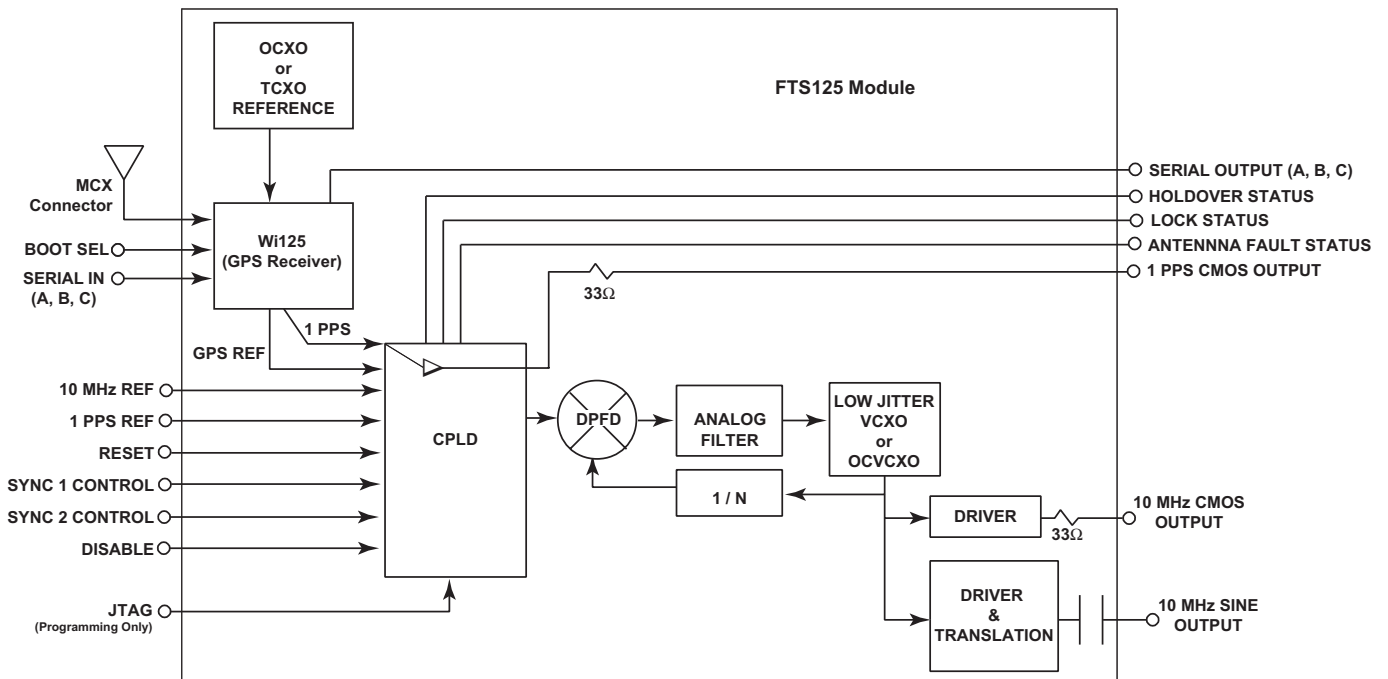 OCXO
or
TCXO
REFERENCE
FTS125 Module
MCX
Connector
BOOT SEL
SERIAL IN
(A, B, C)
Wi125
(GPS Receiver)
SERIAL OUTPUT (A, B, C)
HOLDOVER STATUS
LOCK STATUS
ANTENNNA FAULT STATUS
1 PPS CMOS OUTPUT
33Ω
1 PPS
GPS REF
10 MHz REF
1 PPS REF
RESET
SYNC 1 CONTROL
SYNC 2 CONTROL
DISABLE
JTAG
(Programming Only)
CPLD
DPFD
ANALOG
FILTER
LOW JITTER
VCXO
or
OCVCXO
1 / N
DRIVER
33Ω
10 MHz CMOS
OUTPUT
DRIVER
&
TRANSLATION
10 MHz SINE
OUTPUT